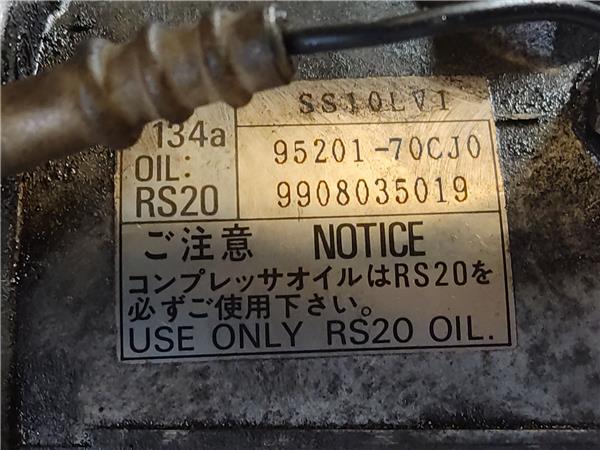 SS10LV1
134a
OIL:
RS20
95201-70CJ0
9908035019
ご注意 NOTICE
コンプレッサオイルはRS20を
必ずご使用下さい。
USE ONLY RS20 OIL.